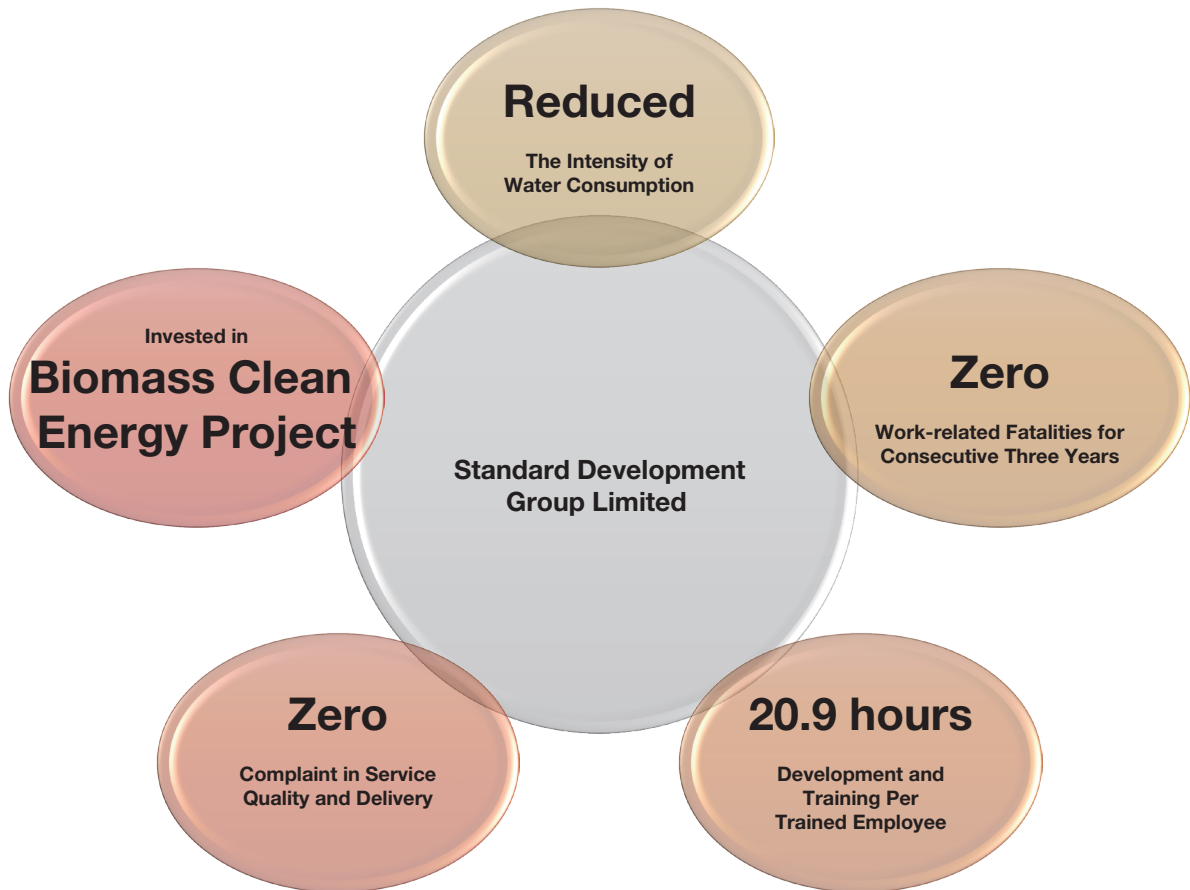 Reduced
The Intensity of
Water Consumption
Invested in
Biomass Clean
Energy Project
Zero
Work-related Fatalities for
Consecutive Three Years
Standard Development
Group Limited
Zero
Complaint in Service
Quality and Delivery
20.9 hours
Development and
Training Per
Trained Employee